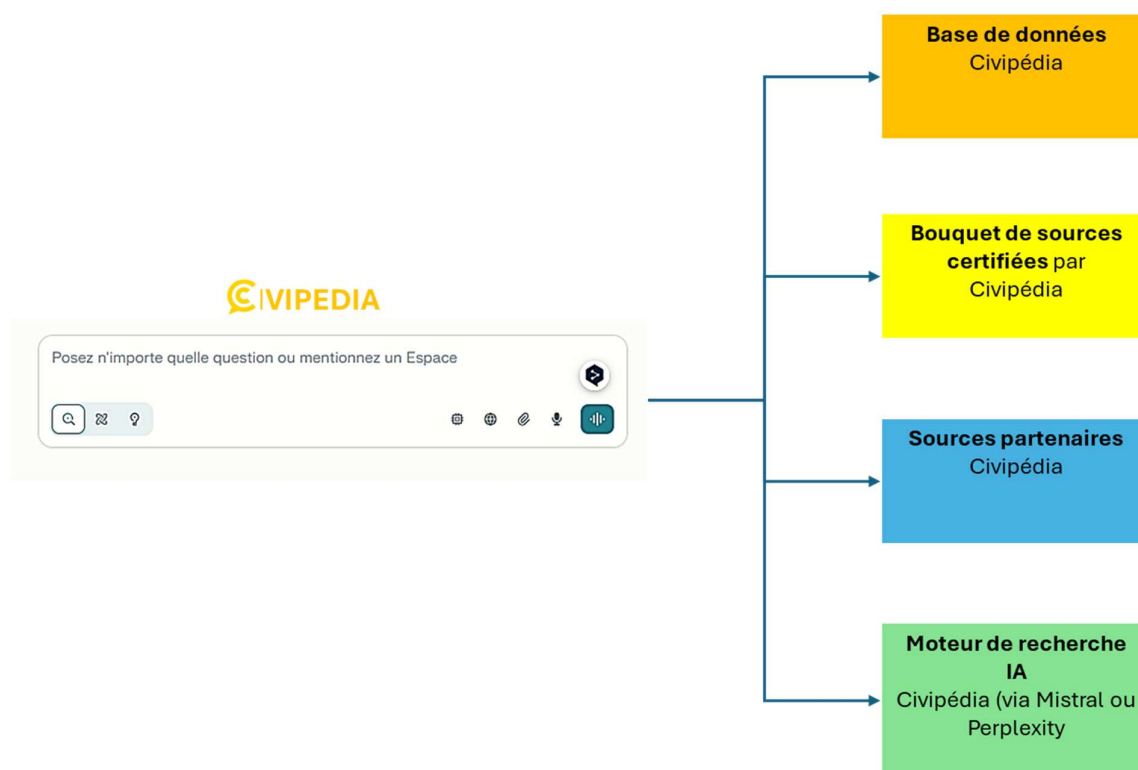 Base de données
Civipédia
Bouquet de sources
certifiées par
Civipédia
CIVIPEDIA
Posez n'importe quelle question ou mentionnez un Espace
Sources partenaires
Civipédia
Moteur de recherche
IA
Civipédia (via Mistral ou
Perplexity